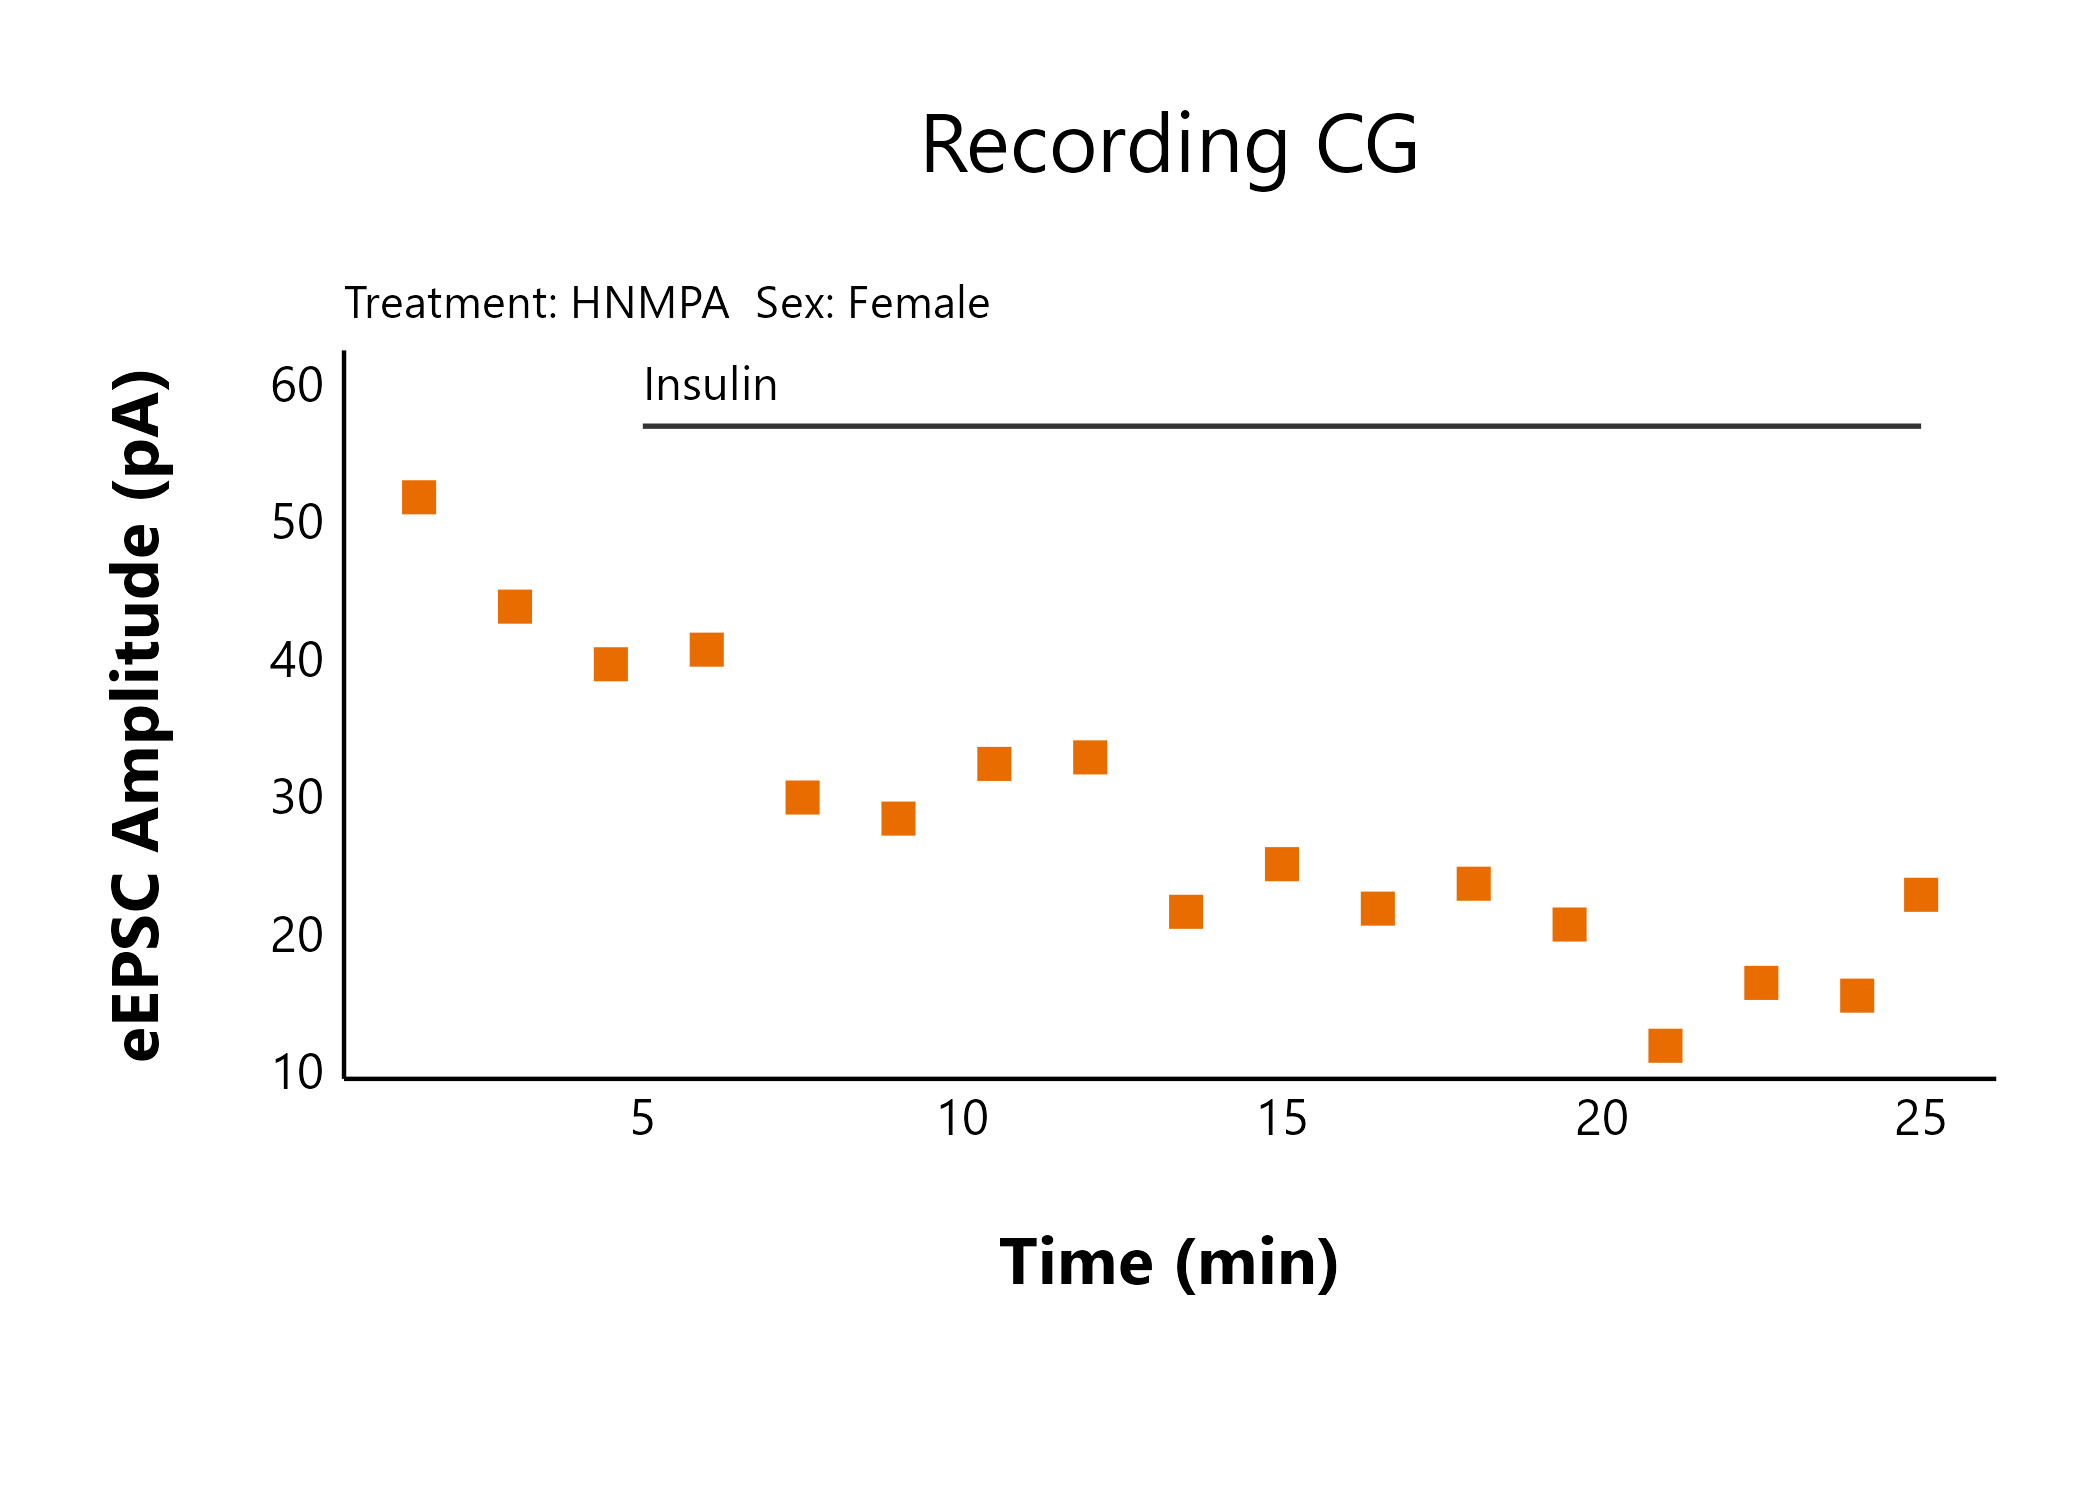 Recording CG
Treatment: HNMPA  Sex: Female
Insulin
eEPSC Amplitude (pA)
60
50
40
30
20
10
5 10 15 20 25
Time (min)